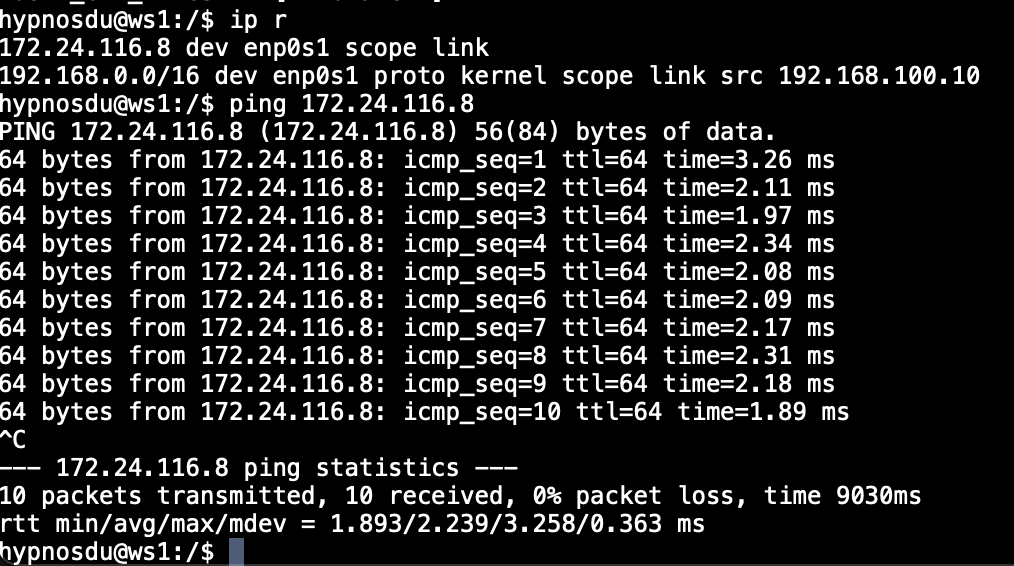 hypnosdu@ws1:/$ ip r
172.24.116.8 dev enp0s1 scope link
192.168.0.0/16 dev enp0s1 proto kernel scope link src 192.168.100.10
hypnosdu@ws1:/$ ping 172.24.116.8
PING 172.24.116.8 (172.24.116.8) 56(84) bytes of data.
64 bytes from 172.24.116.8: icmp_seq=1 ttl=64 time=3.26 ms
64 bytes from 172.24.116.8: icmp_seq=2 ttl=64 time=2.11 ms
64 bytes from 172.24.116.8: icmp_seq=3 ttl=64 time=1.97 ms
64 bytes from 172.24.116.8: icmp_seq=4 ttl=64 time=2.34 ms
64 bytes from 172.24.116.8: icmp_seq=5 ttl=64 time=2.08 ms
64 bytes from 172.24.116.8: icmp_seq=6 ttl=64 time=2.09 ms
64 bytes from 172.24.116.8: icmp_seq=7 ttl=64 time=2.17 ms
64 bytes from 172.24.116.8: icmp_seq=8 ttl=64 time=2.31 ms
64 bytes from 172.24.116.8: icmp_seq=9 ttl=64 time=2.18 ms
64 bytes from 172.24.116.8: icmp_seq=10 ttl=64 time=1.89 ms
^C
--- 172.24.116.8 ping statistics ---
10 packets transmitted, 10 received, 0% packet loss, time 9030ms
rtt min/avg/max/mdev = 1.893/2.239/3.258/0.363 ms
hypnosdu@ws1:/$